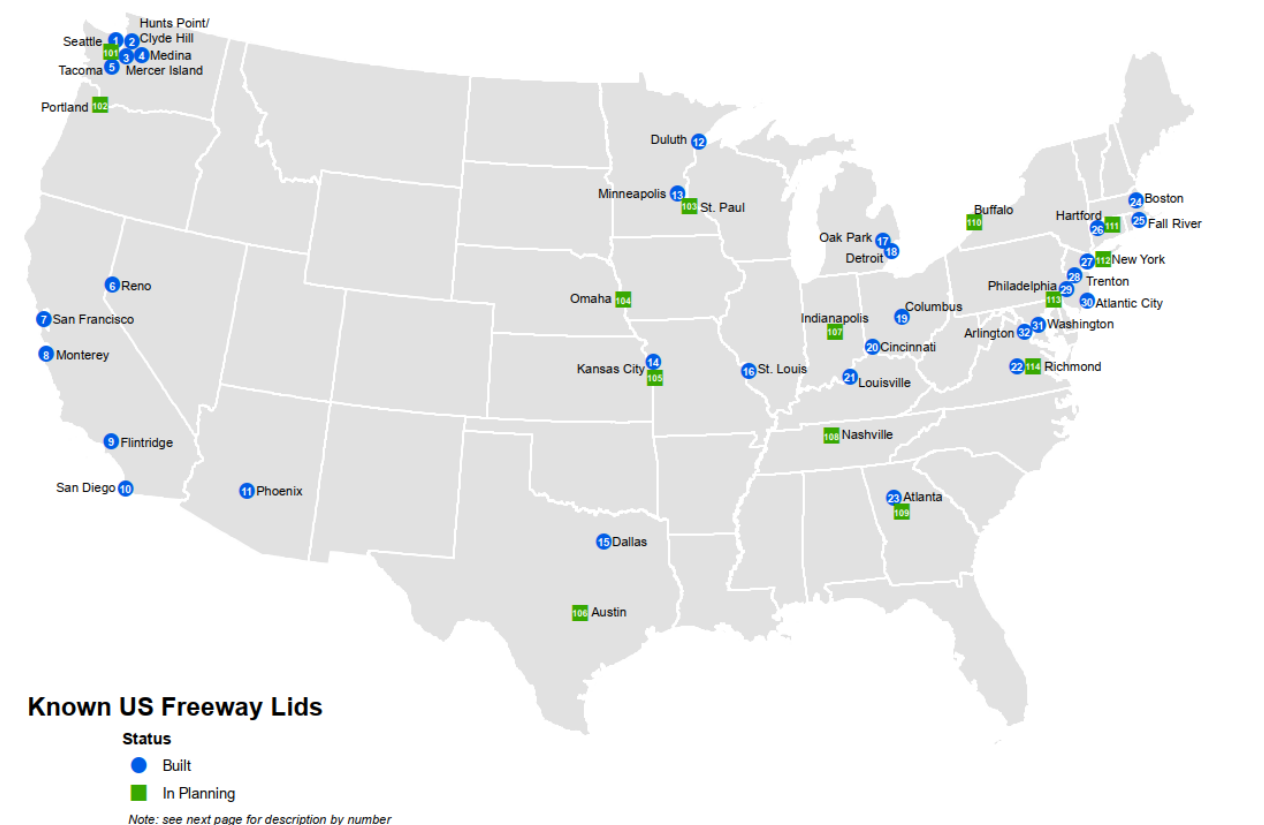 Hunts Point/
Clyde Hill
Seattle 1 2
101 3 4 Medina
Tacoma 5 Mercer Island
Portland 102
Duluth 12
Minneapolis 13
103 St. Paul
Buffalo
110
Hartford 111
26
24 Boston
25 Fall River
Oak Park 17
18
Detroit
27 112 New York
28
Trenton
Philadelphia 29
113
30 Atlantic City
6 Reno
7 San Francisco
8 Monterey
Omaha 104
Indianapolis
107
Columbus
19
20 Cincinnati
31 Washington
Arlington 32
Kansas City 14
105
16 St. Louis
21
Louisville
22 114 Richmond
9 Flintridge
108 Nashville
San Diego 10
11 Phoenix
23 Atlanta
109
15 Dallas
106 Austin
Known US Freeway Lids
Status
Built
In Planning
Note: see next page for description by number